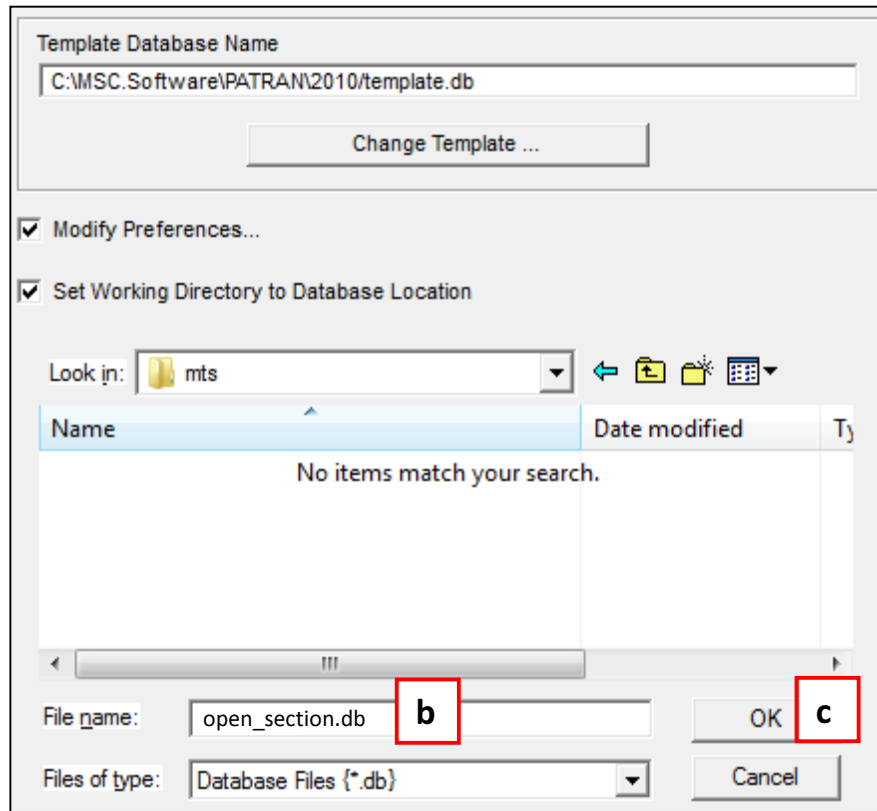 Template Database Name
C:\MSC.Software\PATRAN\2010/template.db
Change Template ...
Modify Preferences...
Set Working Directory to Database Location
Look in: mts
Name Date modified Ty
No items match your search.
File name: open_section.db b OK c
Files of type: Database Files {*.db} Cancel